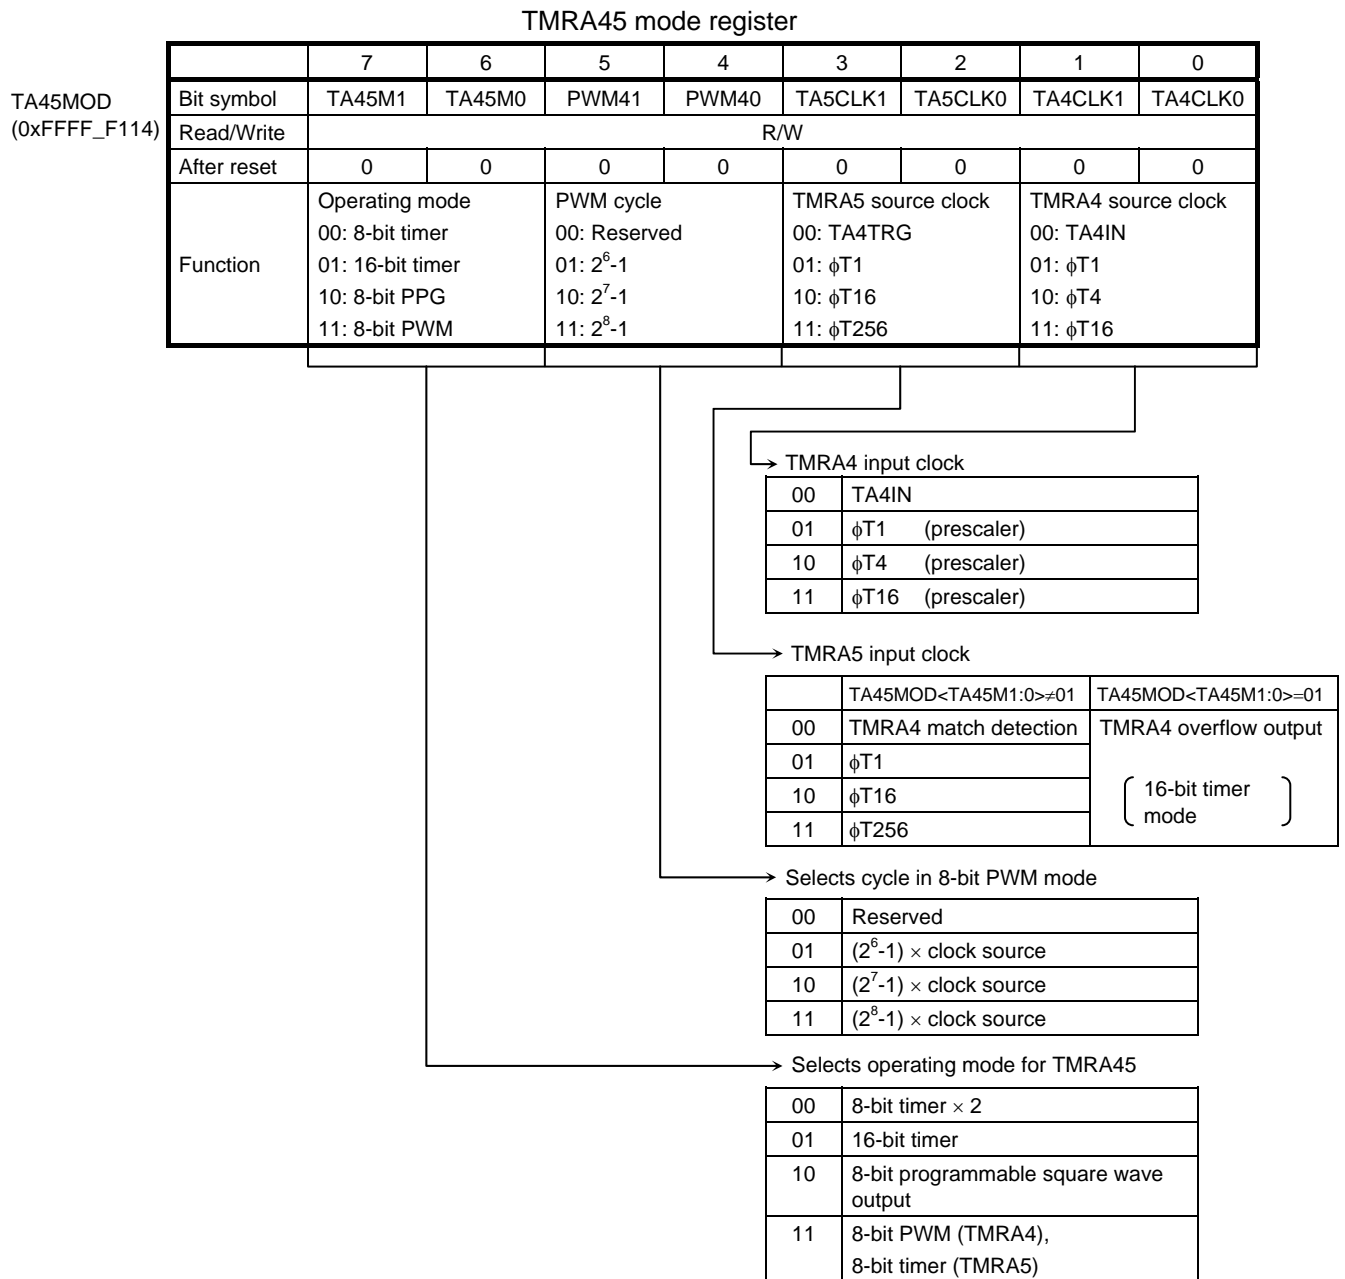 TMRA45 mode register
7 6 5 4 3 2 1 0
TA45MOD
(0xFFFF_F114)
Bit symbol TA45M1 TA45M0 PWM41 PWM40 TA5CLK1 TA5CLK0 TA4CLK1 TA4CLK0
Read/Write R/W
After reset 0 0 0 0 0 0 0 0
Function
Operating mode
00: 8-bit timer
01: 16-bit timer
10: 8-bit PPG
11: 8-bit PWM
PWM cycle
00: Reserved
01: 2⁶-1
10: 2⁷-1
11: 2⁸-1
TMRA5 source clock
00: TA4TRG
01: ϕT1
10: ϕT16
11: ϕT256
TMRA4 source clock
00: TA4IN
01: ϕT1
10: ϕT4
11: ϕT16
TMRA4 input clock
00 TA4IN
01 ϕT1 (prescaler)
10 ϕT4 (prescaler)
11 ϕT16 (prescaler)
TMRA5 input clock
TA45MOD<TA45M1:0>≠01 TA45MOD<TA45M1:0>=01
00 TMRA4 match detection TMRA4 overflow output
01 ϕT1
10 ϕT16
11 ϕT256
16-bit timer
mode
Selects cycle in 8-bit PWM mode
00 Reserved
01 (2⁶-1) × clock source
10 (2⁷-1) × clock source
11 (2⁸-1) × clock source
Selects operating mode for TMRA45
00 8-bit timer × 2
01 16-bit timer
10 8-bit programmable square wave
output
11 8-bit PWM (TMRA4),
8-bit timer (TMRA5)